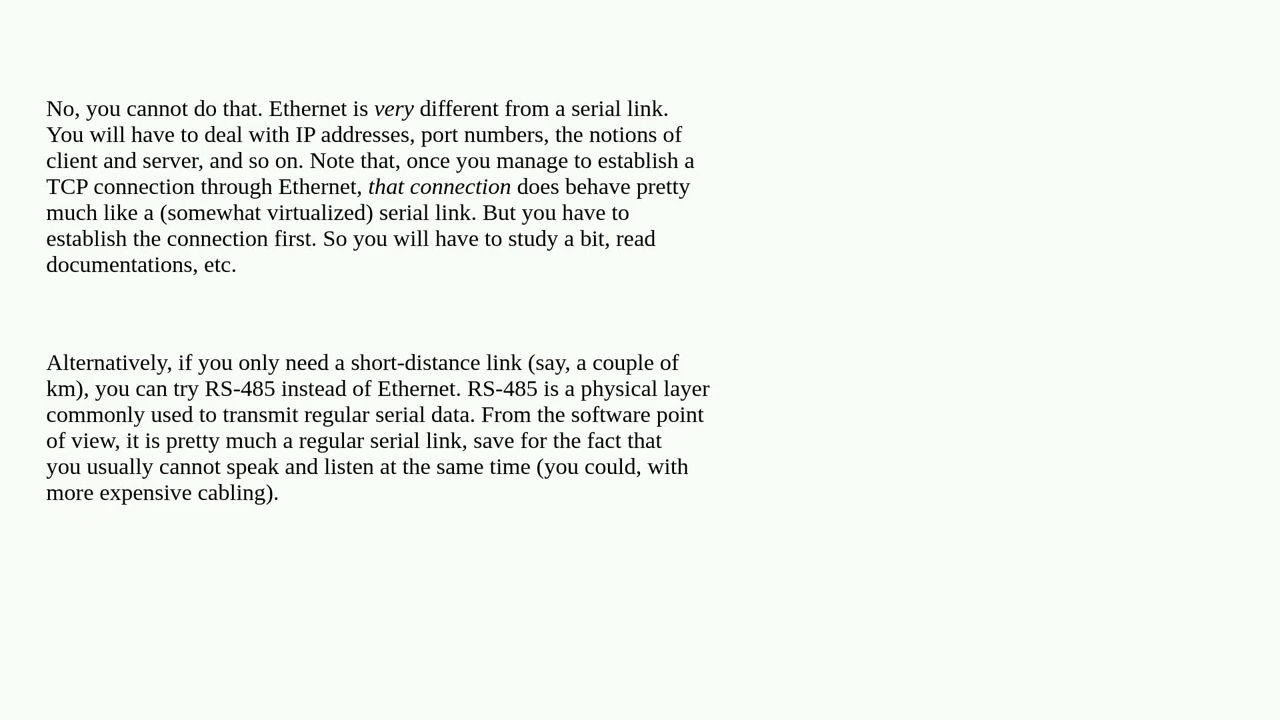 No, you cannot do that. Ethernet is very different from a serial link.
You will have to deal with IP addresses, port numbers, the notions of
client and server, and so on. Note that, once you manage to establish a
TCP connection through Ethernet, that connection does behave pretty
much like a (somewhat virtualized) serial link. But you have to
establish the connection first. So you will have to study a bit, read
documentations, etc.
Alternatively, if you only need a short-distance link (say, a couple of
km), you can try RS-485 instead of Ethernet. RS-485 is a physical layer
commonly used to transmit regular serial data. From the software point
of view, it is pretty much a regular serial link, save for the fact that
you usually cannot speak and listen at the same time (you could, with
more expensive cabling).